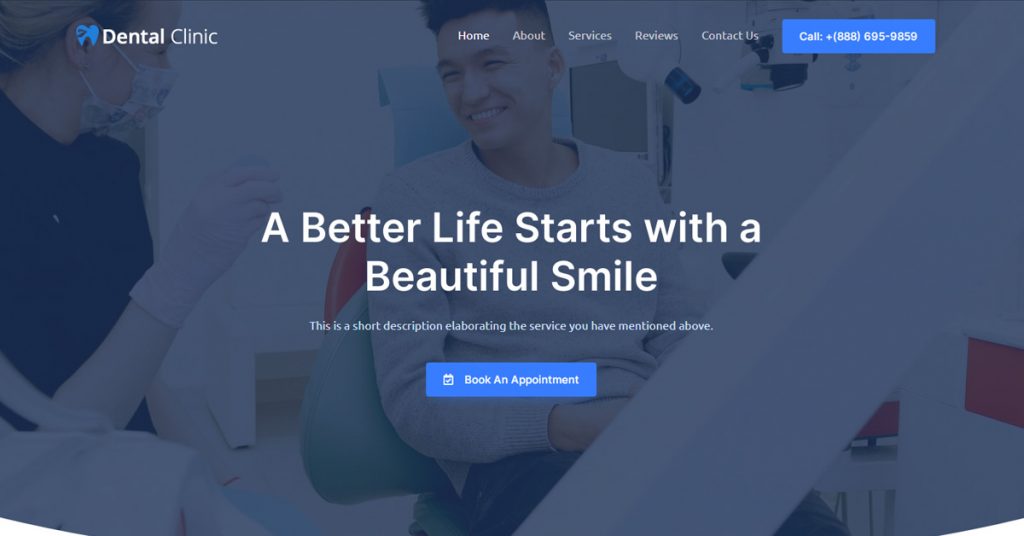 Dental Clinic
Home
About
Services
Reviews
Contact Us
Call: +(888) 695-9859
A Better Life Starts with a
Beautiful Smile
This is a short description elaborating the service you have mentioned above.
Book An Appointment